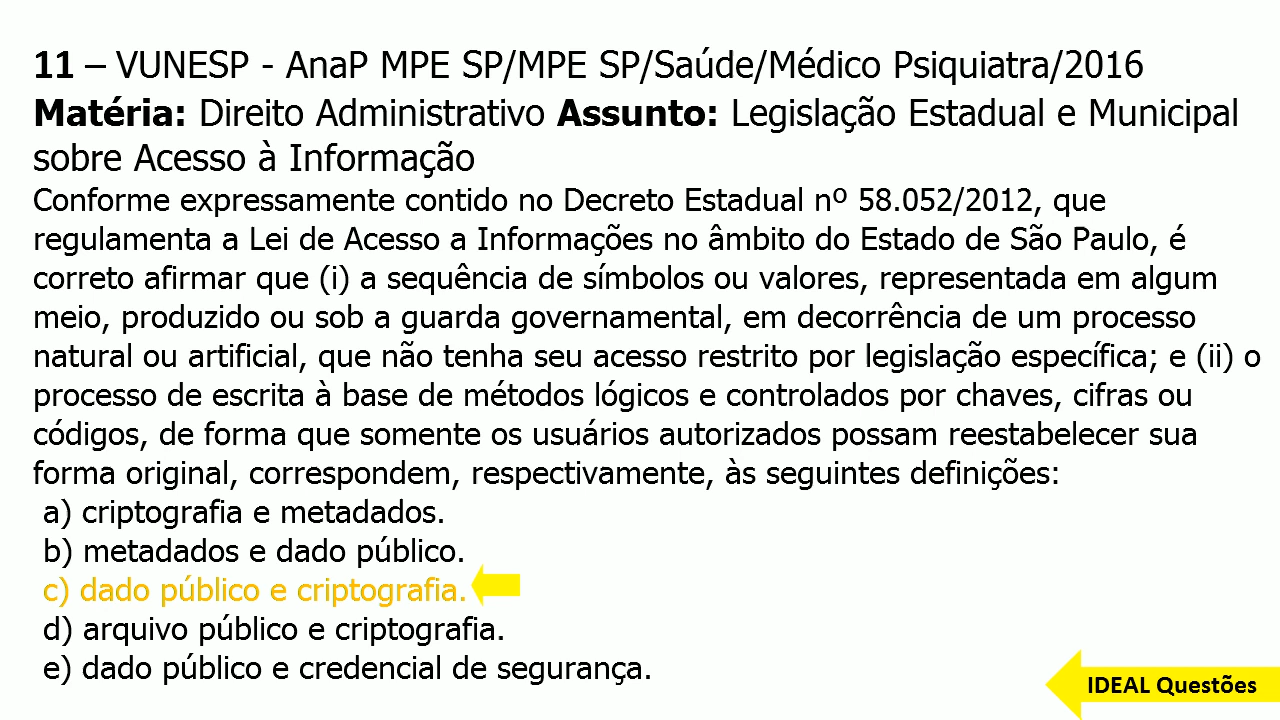 11 – VUNESP - AnaP MPE SP/MPE SP/Saúde/Médico Psiquiatra/2016
Matéria: Direito Administrativo Assunto: Legislação Estadual e Municipal
sobre Acesso à Informação
Conforme expressamente contido no Decreto Estadual nº 58.052/2012, que
regulamenta a Lei de Acesso a Informações no âmbito do Estado de São Paulo, é
correto afirmar que (i) a sequência de símbolos ou valores, representada em algum
meio, produzido ou sob a guarda governamental, em decorrência de um processo
natural ou artificial, que não tenha seu acesso restrito por legislação específica; e (ii) o
processo de escrita à base de métodos lógicos e controlados por chaves, cifras ou
códigos, de forma que somente os usuários autorizados possam reestabelecer sua
forma original, correspondem, respectivamente, às seguintes definições:
a) criptografia e metadados.
b) metadados e dado público.
c) dado público e criptografia.
d) arquivo público e criptografia.
e) dado público e credencial de segurança.
IDEAL Questões